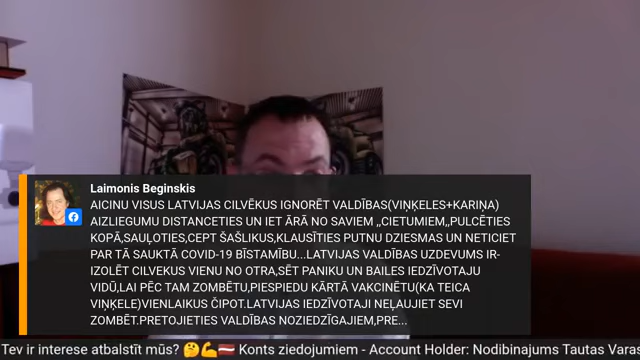 Laimonis Beginskis
AICINU VISUS LATVIJAS CILVĒKUS IGNORĒT VALDĪBAS(VIŅĶELES+KARIŅA)
AIZLIEGUMU DISTANCETIES UN IET ĀRĀ NO SAVIEM ,,CIETUMIEM,,PULCĒTIES
KOPĀ,SAUĻOTIES,CEPT ŠAŠLIKUS,KLAUSĪTIES PUTNU DZIESMAS UN NETICIET
PAR TĀ SAUKTĀ COVID-19 BĪSTAMĪBU...LATVIJAS VALDĪBAS UZDEVUMS IR-
IZOLĒT CILVEKUS VIENU NO OTRA,SĒT PANIKU UN BAILES IEDZĪVOTAJU
VIDŪ,LAI PĒC TAM ZOMBĒTU,PIESPIEDU KĀRTĀ VAKCINĒTU(KA TEICA
VIŅĶELE)VIENLAIKUS ČIPOT.LATVIJAS IEDZĪVOTAJI NEĻAUJIET SEVI
ZOMBĒT.PRETOJIETIES VALDĪBAS NOZIEDZĪGAJIEM,PRE...
Tev ir interese atbalstīt mūs? 🤔💪🇱🇻 Konts ziedojumiem - Account Holder: Nodibinajums Tautas Varas